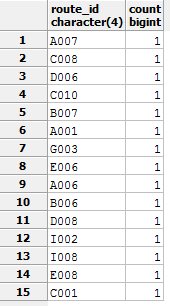 route_id count
character(4) bigint
1 A007 1
2 C008 1
3 D006 1
4 C010 1
5 B007 1
6 A001 1
7 G003 1
8 E006 1
9 A006 1
10 B006 1
11 D008 1
12 I002 1
13 I008 1
14 E008 1
15 C001 1